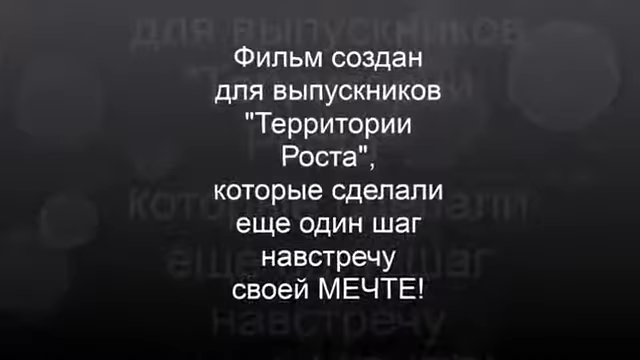 Фильм создан
для выпускников
"Территории
Роста",
которые сделали
еще один шаг
навстречу
своей МЕЧТЕ!